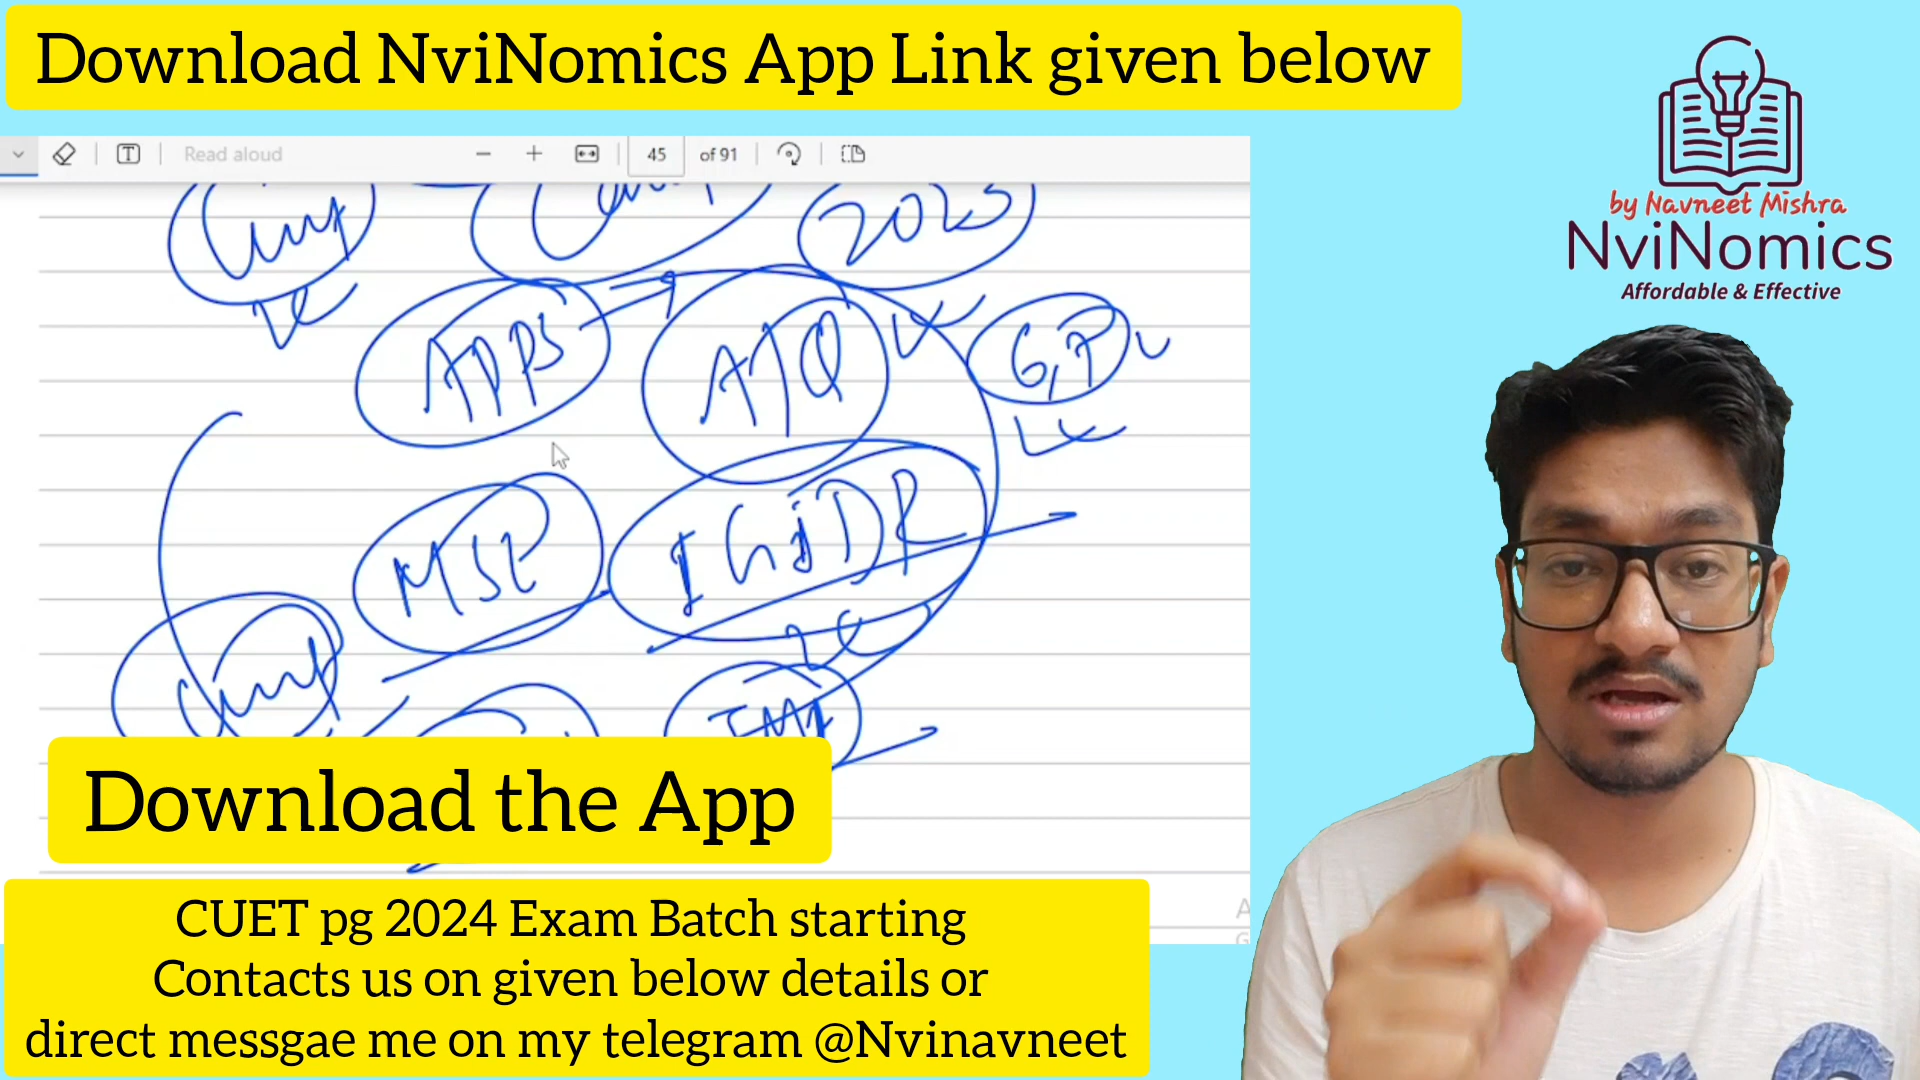 Download NviNomics App Link given below
by Navneet Mishra
NviNomics
Affordable & Effective
Read aloud
45
of 91
2023
APPS
G,P
MSE
IGIDR
Download the App
CUET pg 2024 Exam Batch starting
Contacts us on given below details or
direct messgae me on my telegram @Nvinavneet